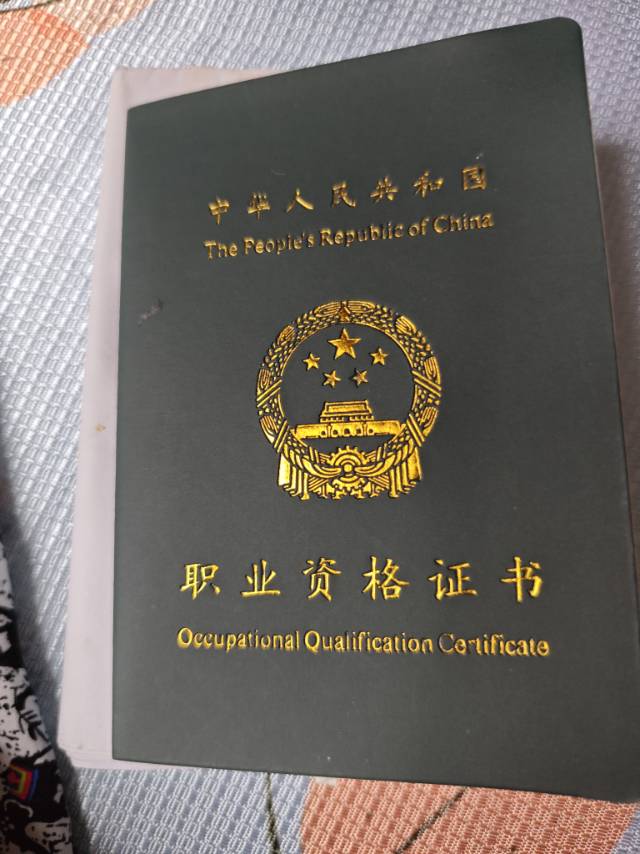 中华人民共和国
The People's Republic of China
职业资格证书
Occupational Qualification Certificate